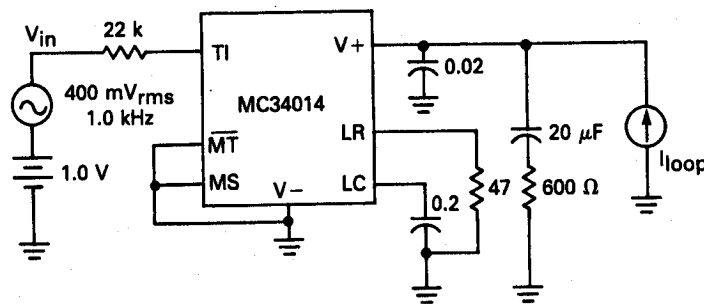 Vin
22 k
TI
V+
0.02
400 mVrms
1.0 kHz
MC34014
MT
LR
20 μF
Iloop
1.0 V
MS
V−
LC
0.2
47
600 Ω